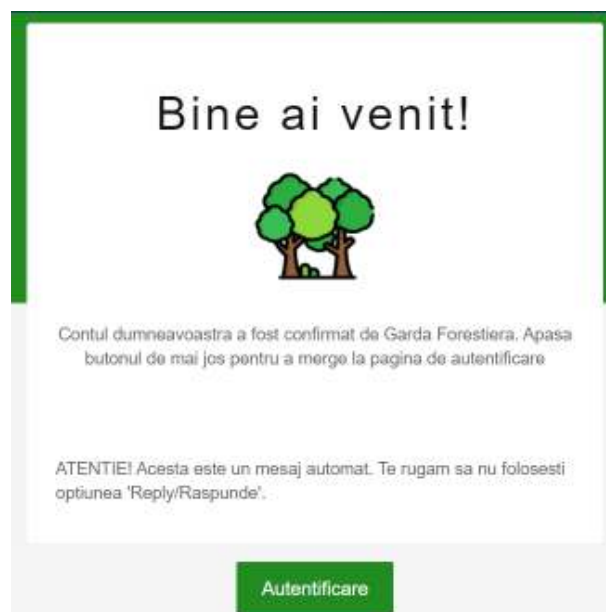 Bine ai venit!
Contul dumneavoastra a fost confirmat de Garda Forestiera. Apasa
butonul de mai jos pentru a merge la pagina de autentificare
ATENTIE! Acesta este un mesaj automat. Te rugam sa nu folosesti
optiunea 'Reply/Raspunde'.
Autentificare